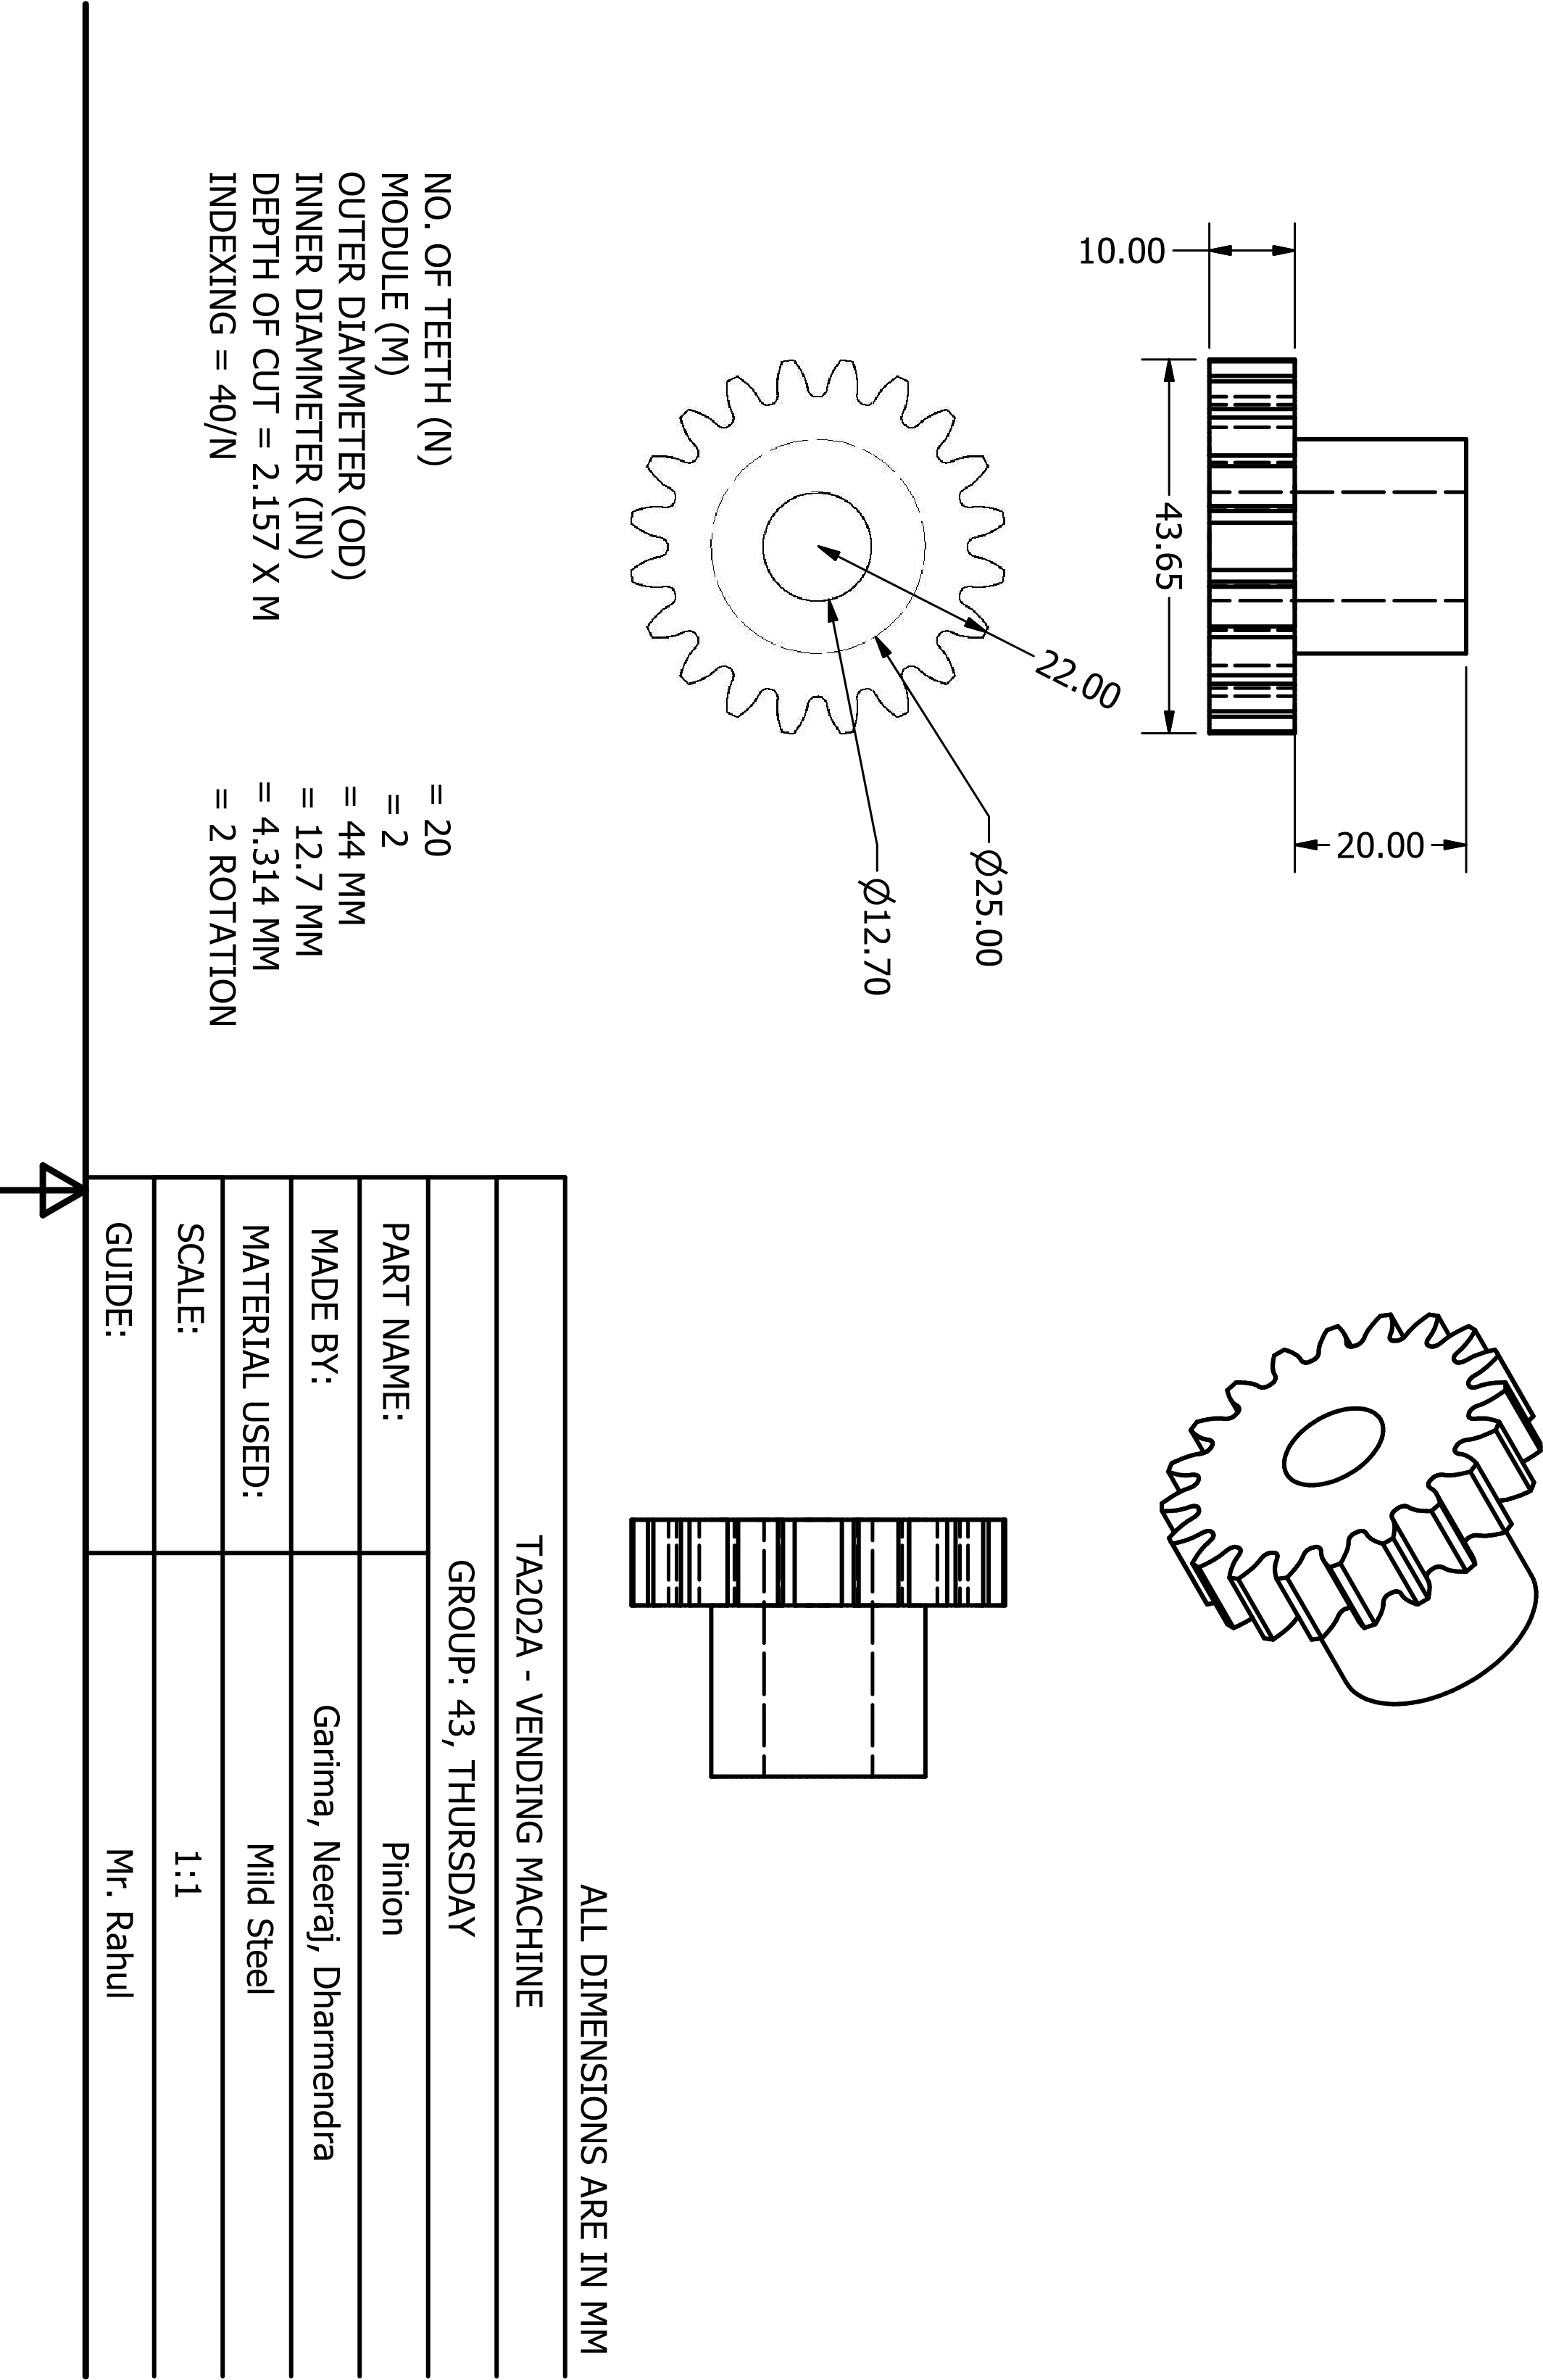 10.00
43.65
20.00
22.00
Ø25.00
Ø12.70
NO. OF TEETH (N) = 20
MODULE (M) = 2
OUTER DIAMMETER (OD) = 44 MM
INNER DIAMMETER (IN) = 12.7 MM
DEPTH OF CUT = 2.157 X M = 4.314 MM
INDEXING = 40/N = 2 ROTATION
ALL DIMENSIONS ARE IN MM
TA202A - VENDING MACHINE
GROUP: 43, THURSDAY
PART NAME: Pinion
MADE BY: Garima, Neeraj, Dharmendra
MATERIAL USED: Mild Steel
SCALE: 1:1
GUIDE: Mr. Rahul